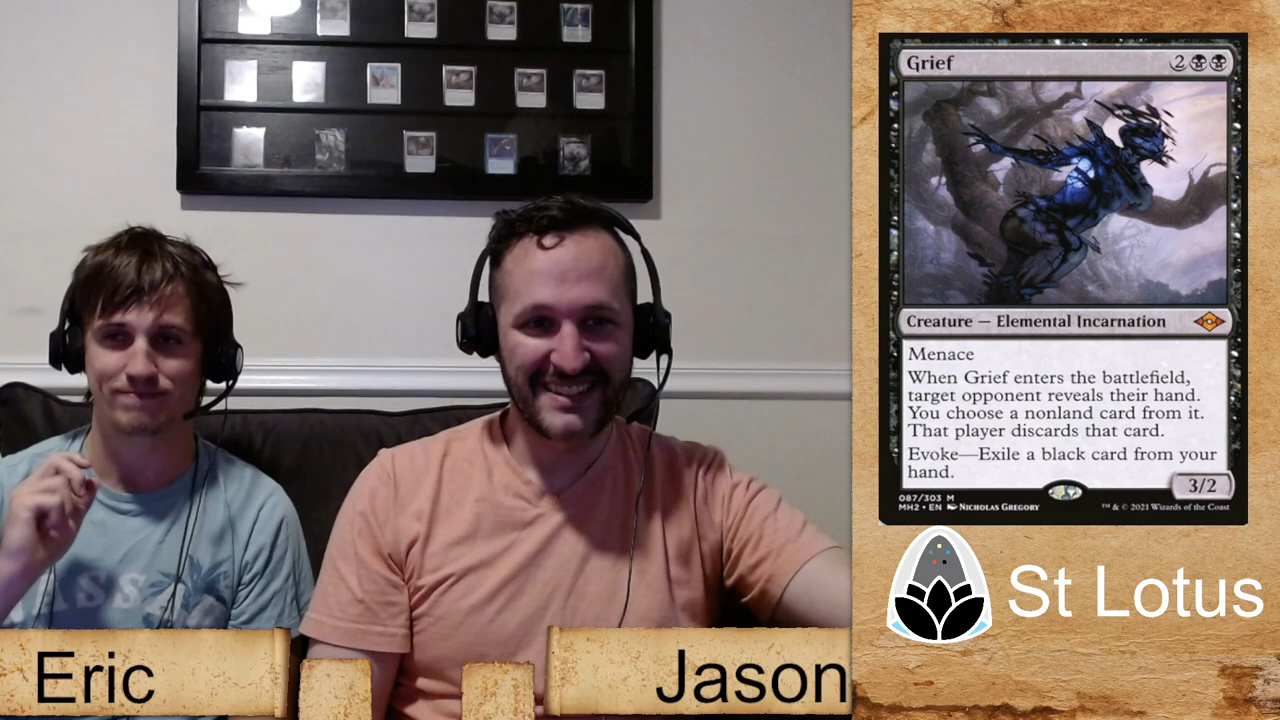 Grief 2
Creature — Elemental Incarnation
Menace
When Grief enters the battlefield,
target opponent reveals their hand.
You choose a nonland card from it.
That player discards that card.
Evoke—Exile a black card from your
hand.
3/2
087/303 M
MH2 • EN Nicholas Gregory
™ & © 2021 Wizards of the Coast
St Lotus
ASS
Eric
Jason